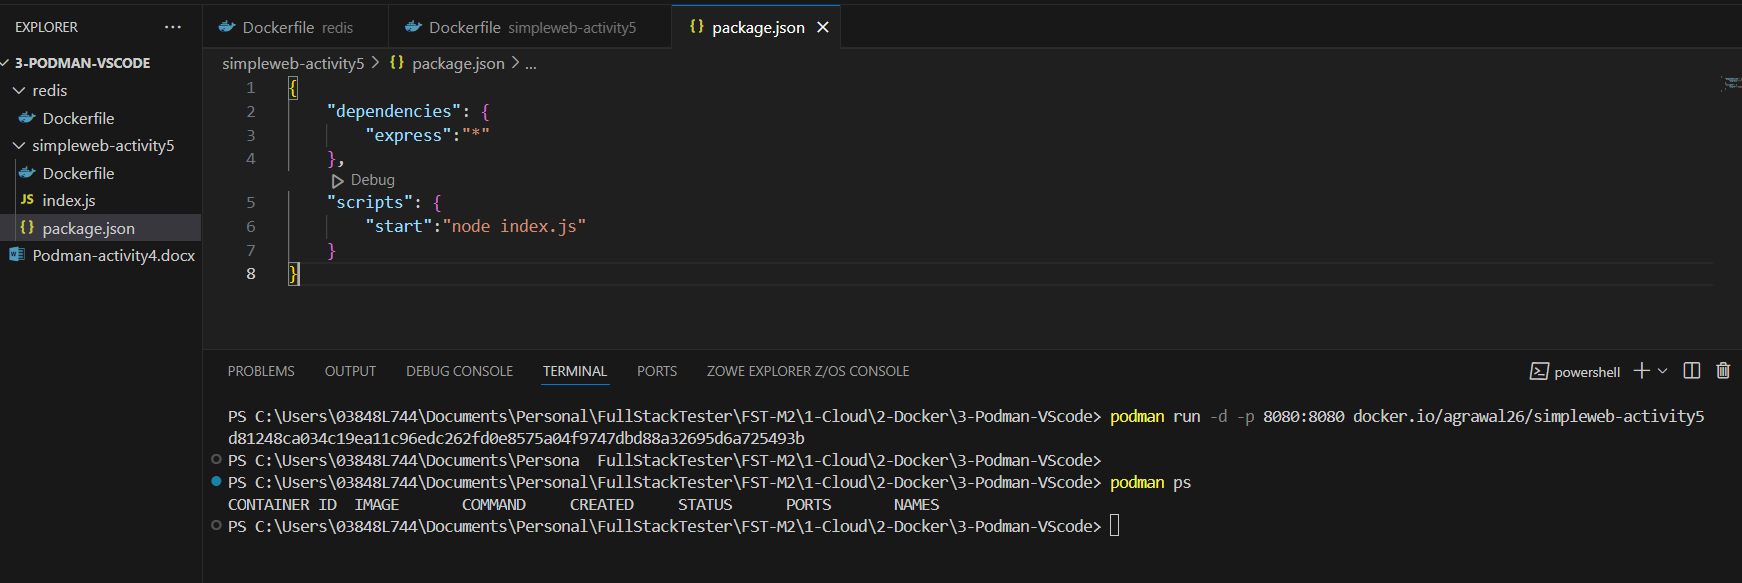 EXPLORER ...
3-PODMAN-VSCODE
redis
Dockerfile
simpleweb-activity5
Dockerfile
JS index.js
{} package.json
Podman-activity4.docx
Dockerfile redis
Dockerfile simpleweb-activity5
{} package.json ×
simpleweb-activity5 > {} package.json > ...
1 {
2 "dependencies": {
3 "express":"*"
4 },
Debug
5 "scripts": {
6 "start":"node index.js"
7 }
8 }
PROBLEMS OUTPUT DEBUG CONSOLE TERMINAL PORTS ZOWE EXPLORER Z/OS CONSOLE
powershell
PS C:\Users\03848L744\Documents\Personal\FullStackTester\FST-M2\1-Cloud\2-Docker\3-Podman-VScode> podman run -d -p 8080:8080 docker.io/agrawal26/simpleweb-activity5
d81248ca034c19ea11c96edc262fd0e8575a04f9747dbd88a32695d6a725493b
PS C:\Users\03848L744\Documents\Persona  FullStackTester\FST-M2\1-Cloud\2-Docker\3-Podman-VScode>
PS C:\Users\03848L744\Documents\Personal\FullStackTester\FST-M2\1-Cloud\2-Docker\3-Podman-VScode> podman ps
CONTAINER ID IMAGE COMMAND CREATED STATUS PORTS NAMES
PS C:\Users\03848L744\Documents\Personal\FullStackTester\FST-M2\1-Cloud\2-Docker\3-Podman-VScode>